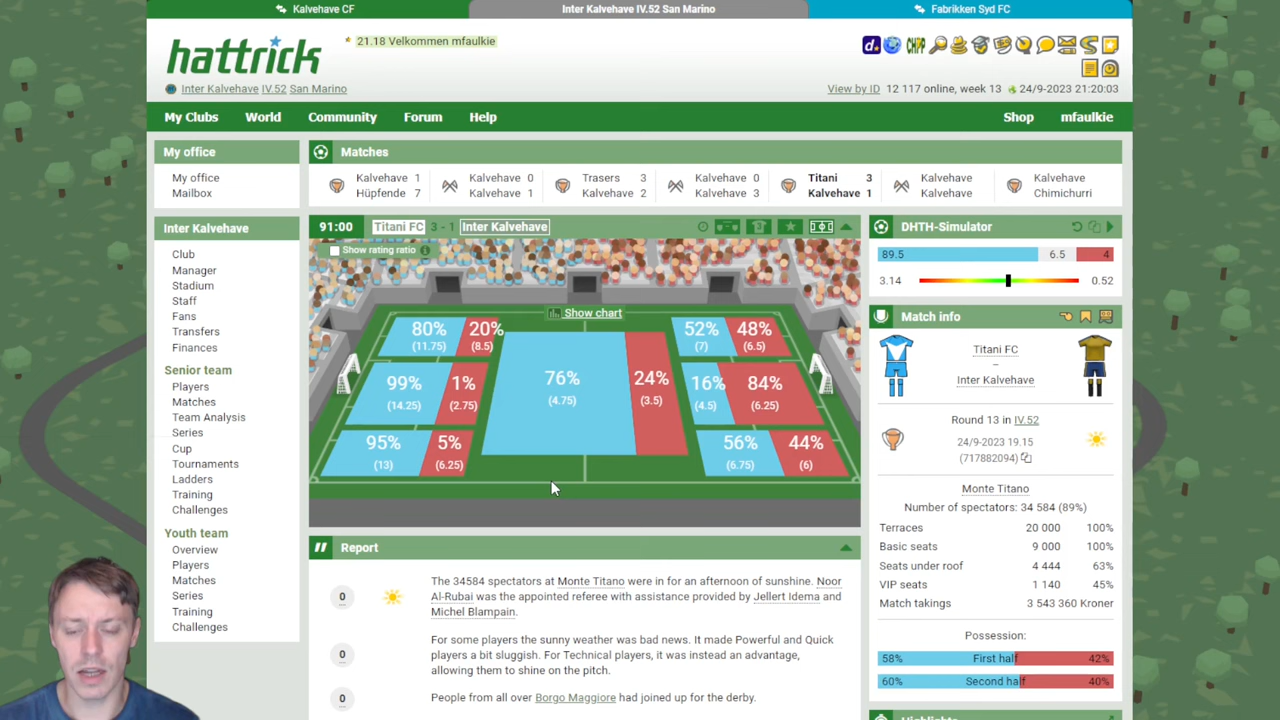 Kalvehave CF
Inter Kalvehave IV.52 San Marino
Fabrikken Syd FC
hattrick
21.18 Velkommen mfaulkie
d
CHPP
Inter Kalvehave IV.52 San Marino
View by ID 12 117 online, week 13 24/9-2023 21:20:03
My Clubs World Community Forum Help Shop mfaulkie
My office
My office
Mailbox
Inter Kalvehave
Club
Manager
Stadium
Staff
Fans
Transfers
Finances
Senior team
Players
Matches
Team Analysis
Series
Cup
Tournaments
Ladders
Training
Challenges
Youth team
Overview
Players
Matches
Series
Training
Challenges
Matches
Kalvehave 1
Hüpfende 7
Kalvehave 0
Kalvehave 1
Trasers 3
Kalvehave 2
Kalvehave 0
Kalvehave 3
Titani 3
Kalvehave 1
Kalvehave
Kalvehave
Kalvehave
Chimichurri
91:00 Titani FC 3 - 1 Inter Kalvehave
Show rating ratio
Show chart
80% 20%
(11.75) (8.5)
99% 1%
(14.25) (2.75)
95% 5%
(13) (6.25)
76% 24%
(4.75) (3.5)
52% 48%
(7) (6.5)
16% 84%
(4.5) (6.25)
56% 44%
(6.75) (6)
Report
0
The 34584 spectators at Monte Titano were in for an afternoon of sunshine. Noor
Al-Rubai was the appointed referee with assistance provided by Jellert Idema and
Michel Blampain.
0
For some players the sunny weather was bad news. It made Powerful and Quick
players a bit sluggish. For Technical players, it was instead an advantage,
allowing them to shine on the pitch.
0
People from all over Borgo Maggiore had joined up for the derby.
DHTH-Simulator
89.5 6.5 4
3.14 0.52
Match info
Titani FC
–
Inter Kalvehave
Round 13 in IV.52
24/9-2023 19.15
(717882094)
Monte Titano
Number of spectators: 34 584 (89%)
Terraces 20 000 100%
Basic seats 9 000 100%
Seats under roof 4 444 63%
VIP seats 1 140 45%
Match takings 3 543 360 Kroner
Possession:
58% First half 42%
60% Second half 40%
Highlights